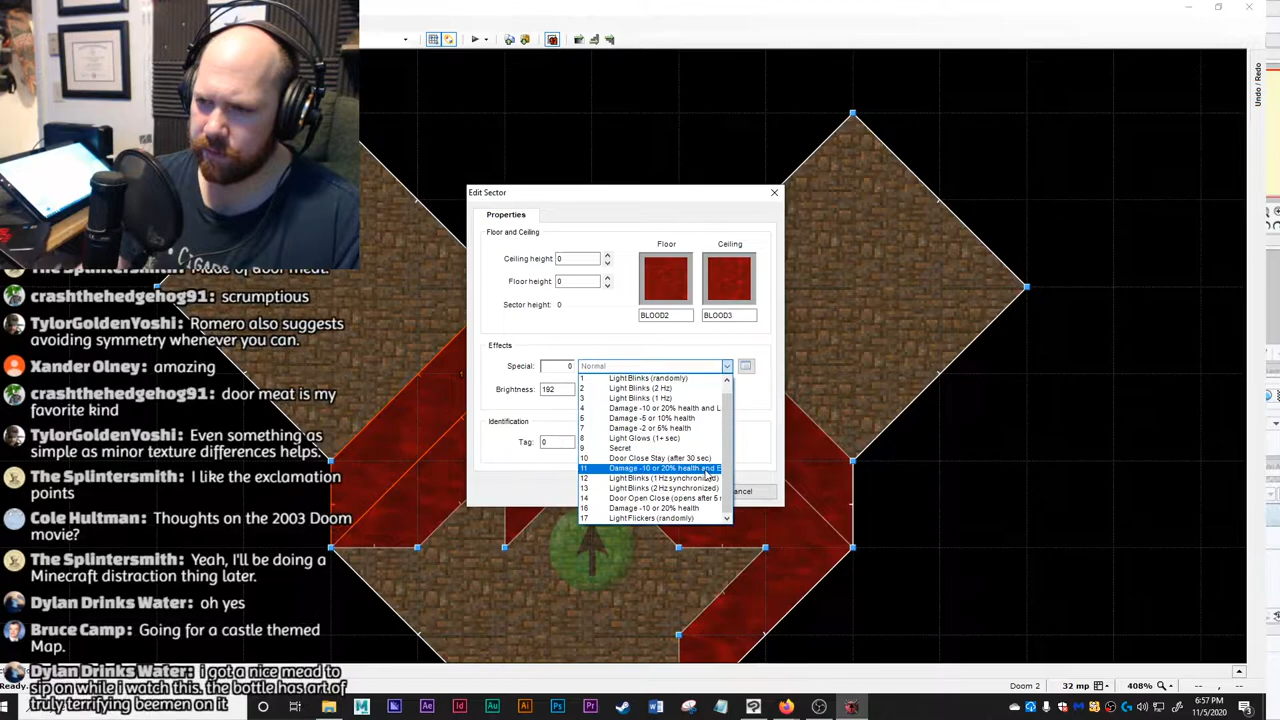 Edit Sector
Properties
Floor and Ceiling
Floor
Ceiling
Ceiling height: 0
Floor height: 0
Sector height: 0
BLOOD2
BLOOD3
Effects
Special: 0 Normal
Brightness: 192
Identification
Tag: 0
1 Light Blinks (randomly)
2 Light Blinks (2 Hz)
3 Light Blinks (1 Hz)
4 Damage -10 or 20% health and L
5 Damage -5 or 10% health
7 Damage -2 or 5% health
8 Light Glows (1+ sec)
9 Secret
10 Door Close Stay (after 30 sec)
11 Damage -10 or 20% health and E
12 Light Blinks (1 Hz synchronized)
13 Light Blinks (2 Hz synchronized)
14 Door Open Close (opens after 5
16 Damage -10 or 20% health
17 Light Flickers (randomly)
ancel
Undo / Redo
The Splintersmith: of door meat.
crashthehedgehog91: scrumptious
TylorGoldenYoshi: Romero also suggests
avoiding symmetry whenever you can.
Xander Olney: amazing
crashthehedgehog91: door meat is my
favorite kind
TylorGoldenYoshi: Even something as
simple as minor texture differences helps.
The Splintersmith: I like the exclamation
points
Cole Hultman: Thoughts on the 2003 Doom
movie?
The Splintersmith: Yeah, I'll be doing a
Minecraft distraction thing later.
Dylan Drinks Water: oh yes
Bruce Camp: Going for a castle themed
Map.
Dylan Drinks Water: i got a nice mead to
sip on while i watch this. the bottle has art of
truly terrifying beemen on it
Ready.
Doom 2
32 mp
408%
-- , --
6:57 PM
11/5/2020